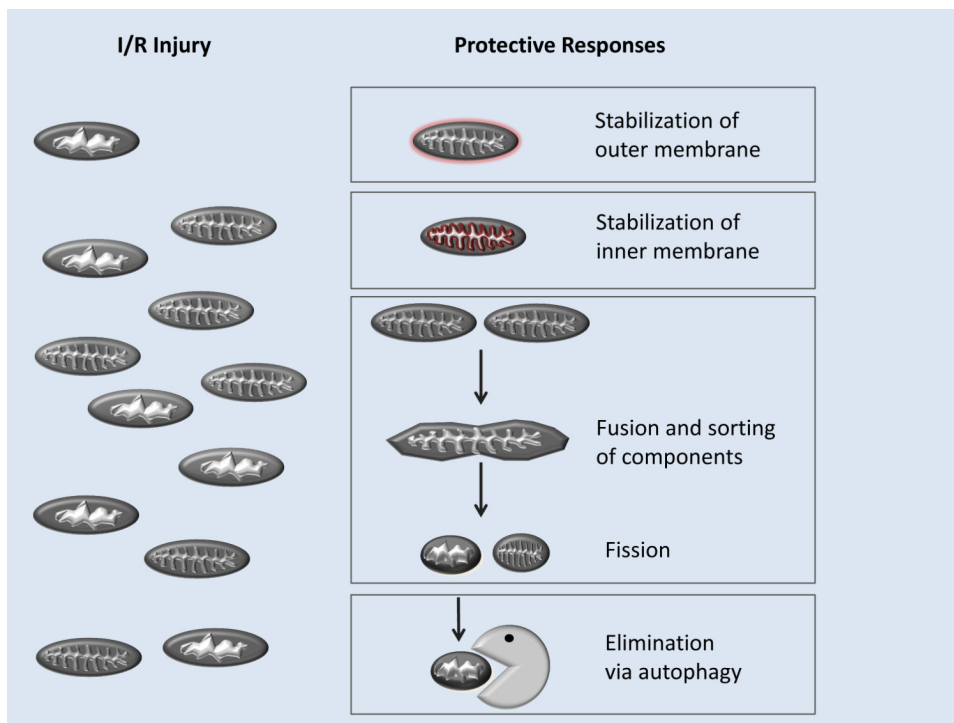 I/R Injury
Protective Responses
Stabilization of
outer membrane
Stabilization of
inner membrane
Fusion and sorting
of components
Fission
Elimination
via autophagy